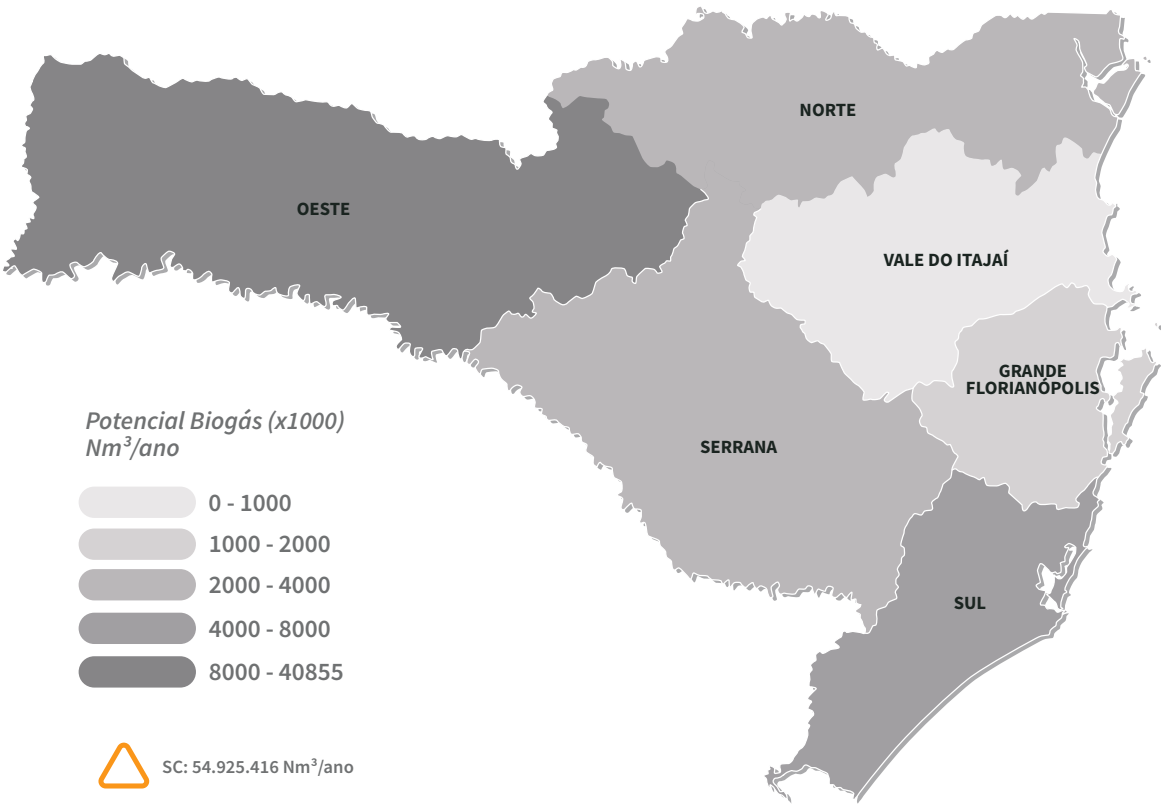 NORTE
OESTE
VALE DO ITAJAÍ
GRANDE
FLORIANÓPOLIS
SERRANA
SUL
Potencial Biogás (x1000)
Nm³/ano
0 - 1000
1000 - 2000
2000 - 4000
4000 - 8000
8000 - 40855
SC: 54.925.416 Nm³/ano